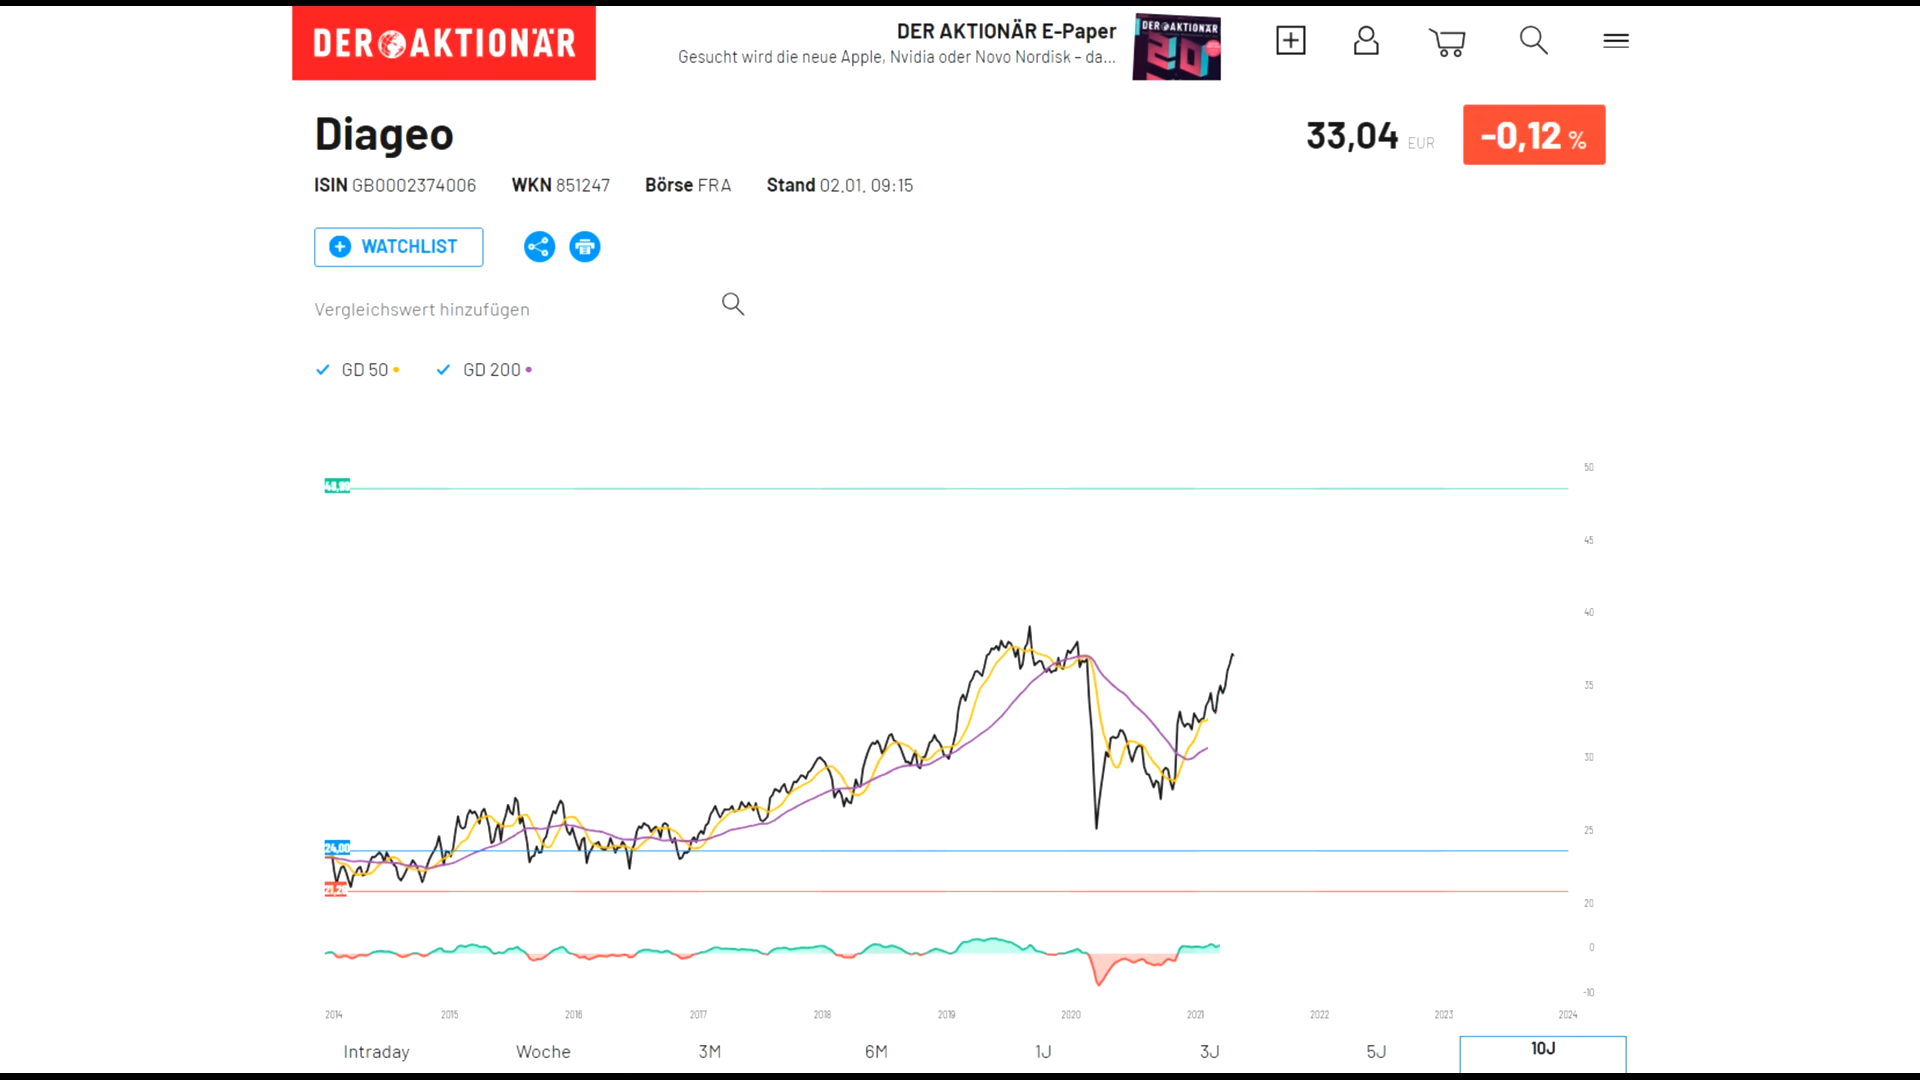 DER AKTIONÄR
DER AKTIONÄR E-Paper
Gesucht wird die neue Apple, Nvidia oder Novo Nordisk – da...
DER AKTIONÄR
Diageo
33,04 EUR
-0,12 %
ISIN GB0002374006 WKN 851247 Börse FRA Stand 02.01. 09:15
WATCHLIST
Vergleichswert hinzufügen
GD 50 GD 200
50
45
40
35
30
25
24,00
20
0
-10
2014 2015 2016 2017 2018 2019 2020 2021 2022 2023 2024
Intraday Woche 3M 6M 1J 3J 5J 10J